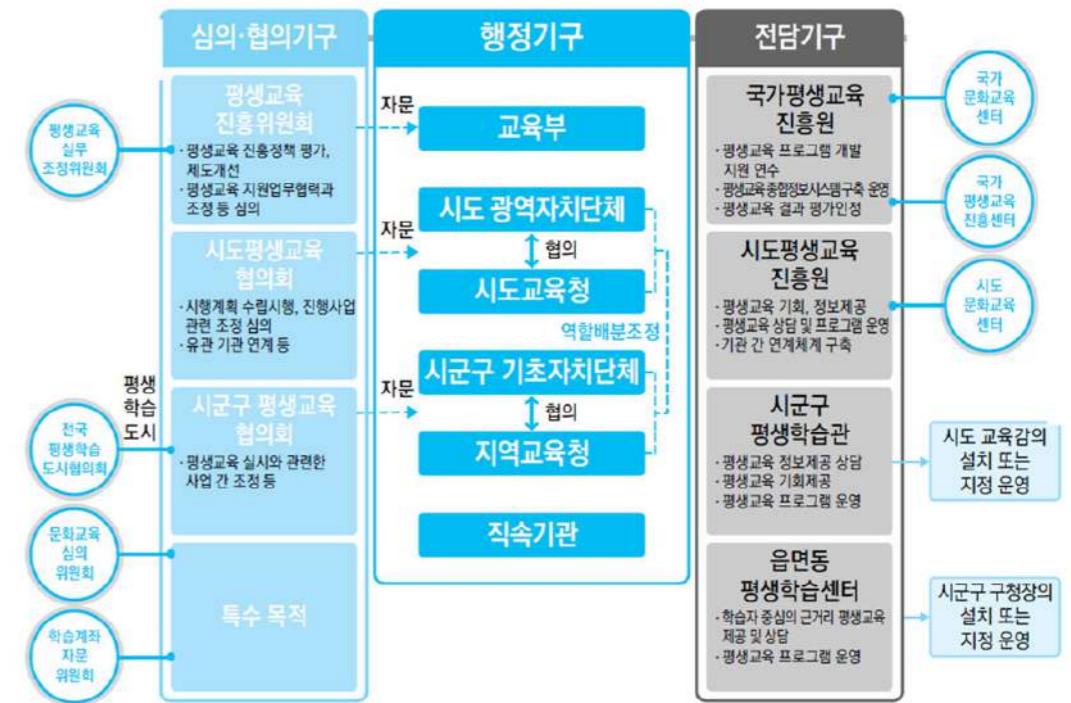 심의·협의기구
평생교육
진흥위원회
· 평생교육 진흥정책 평가,
제도개선
· 평생교육 지원업무협력과
조정 등 심의
시도평생교육
협의회
· 시행계획 수립시행, 진행사업
관련 조정 심의
· 유관 기관 연계 등
시군구 평생교육
협의회
· 평생교육 실시와 관련한
사업 간 조정 등
특수 목적
평생교육
실무
조정위원회
평생
학습
도시
전국
평생학습
도시협의회
문화교육
심의
위원회
학습계좌
자문
위원회
행정기구
자문
교육부
시도 광역자치단체
자문
협의
시도교육청
역할배분조정
시군구 기초자치단체
자문
협의
지역교육청
직속기관
전담기구
국가평생교육
진흥원
· 평생교육 프로그램 개발
지원 연수
· 평생교육종합정보시스템구축 운영
· 평생교육 결과 평가인정
시도평생교육
진흥원
· 평생교육 기회, 정보제공
· 평생교육 상담 및 프로그램 운영
· 기관 간 연계체계 구축
시군구
평생학습관
· 평생교육 정보제공 상담
· 평생교육 기회제공
· 평생교육 프로그램 운영
읍면동
평생학습센터
· 학습자 중심의 근거리 평생교육
제공 및 상담
· 평생교육 프로그램 운영
국가
문화교육
센터
국가
평생교육
진흥센터
시도
문화교육
센터
시도 교육감의
설치 또는
지정 운영
시군구 구청장의
설치 또는
지정 운영